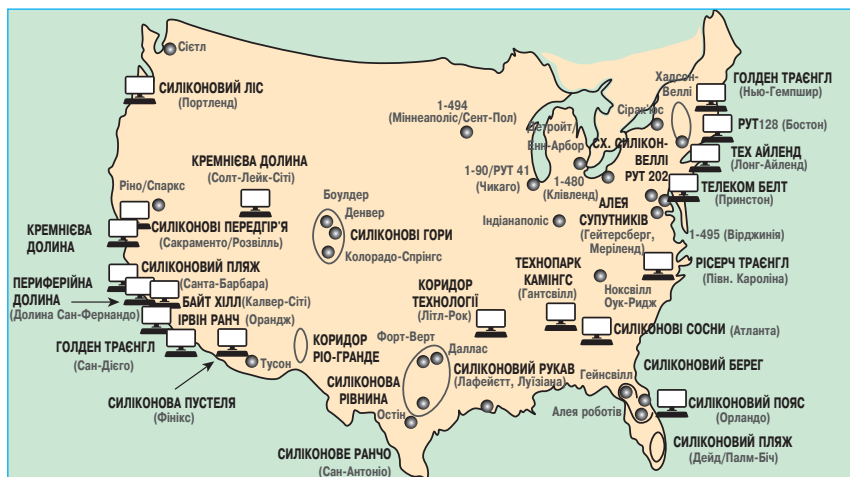 Сієтл
СИЛІКОНОВИЙ ЛІС
(Портленд)
1-494
(Міннеаполіс/Сент-Пол)
Детройт/
Енн-Арбор
Хадсон-
Веллі
Сірак'юс
ГОЛДЕН ТРАЄНГЛ
(Нью-Гемпшир)
РУТ128 (Бостон)
ТЕХ АЙЛЕНД
(Лонг-Айленд)
СХ. СИЛІКОН-
ВЕЛЛІ
РУТ 202
ТЕЛЕКОМ БЕЛТ
(Принстон)
КРЕМНІЄВА ДОЛИНА
(Солт-Лейк-Сіті)
1-90/РУТ 41
(Чикаго)
1-480
(Клівленд)
Ріно/Спаркс
Боулдер
Денвер
СИЛІКОНОВІ ГОРИ
Колорадо-Спрінгс
Індіанаполіс
АЛЕЯ
СУПУТНИКІВ
(Гейтерсберг,
Меріленд)
1-495 (Вірджинія)
КРЕМНІЄВА
ДОЛИНА
СИЛІКОНОВІ ПЕРЕДГІР'Я
(Сакраменто/Розвілль)
СИЛІКОНОВИЙ ПЛЯЖ
(Санта-Барбара)
ПЕРИФЕРІЙНА
ДОЛИНА
(Долина Сан-Фернандо)
БАЙТ ХІЛЛ(Калвер-Сіті)
ІРВІН РАНЧ (Орандж)
ГОЛДЕН ТРАЄНГЛ
(Сан-Дієго)
Тусон
СИЛІКОНОВА ПУСТЕЛЯ
(Фінікс)
КОРИДОР
РІО-ГРАНДЕ
КОРИДОР
ТЕХНОЛОГІЇ
(Літл-Рок)
ТЕХНОПАРК
КАМІНГС
(Гантсвілл)
Ноксвілл
Оук-Ридж
РІСЕРЧ ТРАЄНГЛ
(Півн. Кароліна)
СИЛІКОНОВІ СОСНИ (Атланта)
Форт-Верт
Даллас
СИЛІКОНОВА
РІВНИНА
Остін
СИЛІКОНОВИЙ РУКАВ
(Лафейєтт, Луїзіана)
СИЛІКОНОВЕ РАНЧО
(Сан-Антоніо)
СИЛІКОНОВИЙ БЕРЕГ
Гейнсвілл
Алея роботів
СИЛІКОНОВИЙ ПОЯС
(Орландо)
СИЛІКОНОВИЙ ПЛЯЖ
(Дейд/Палм-Біч)